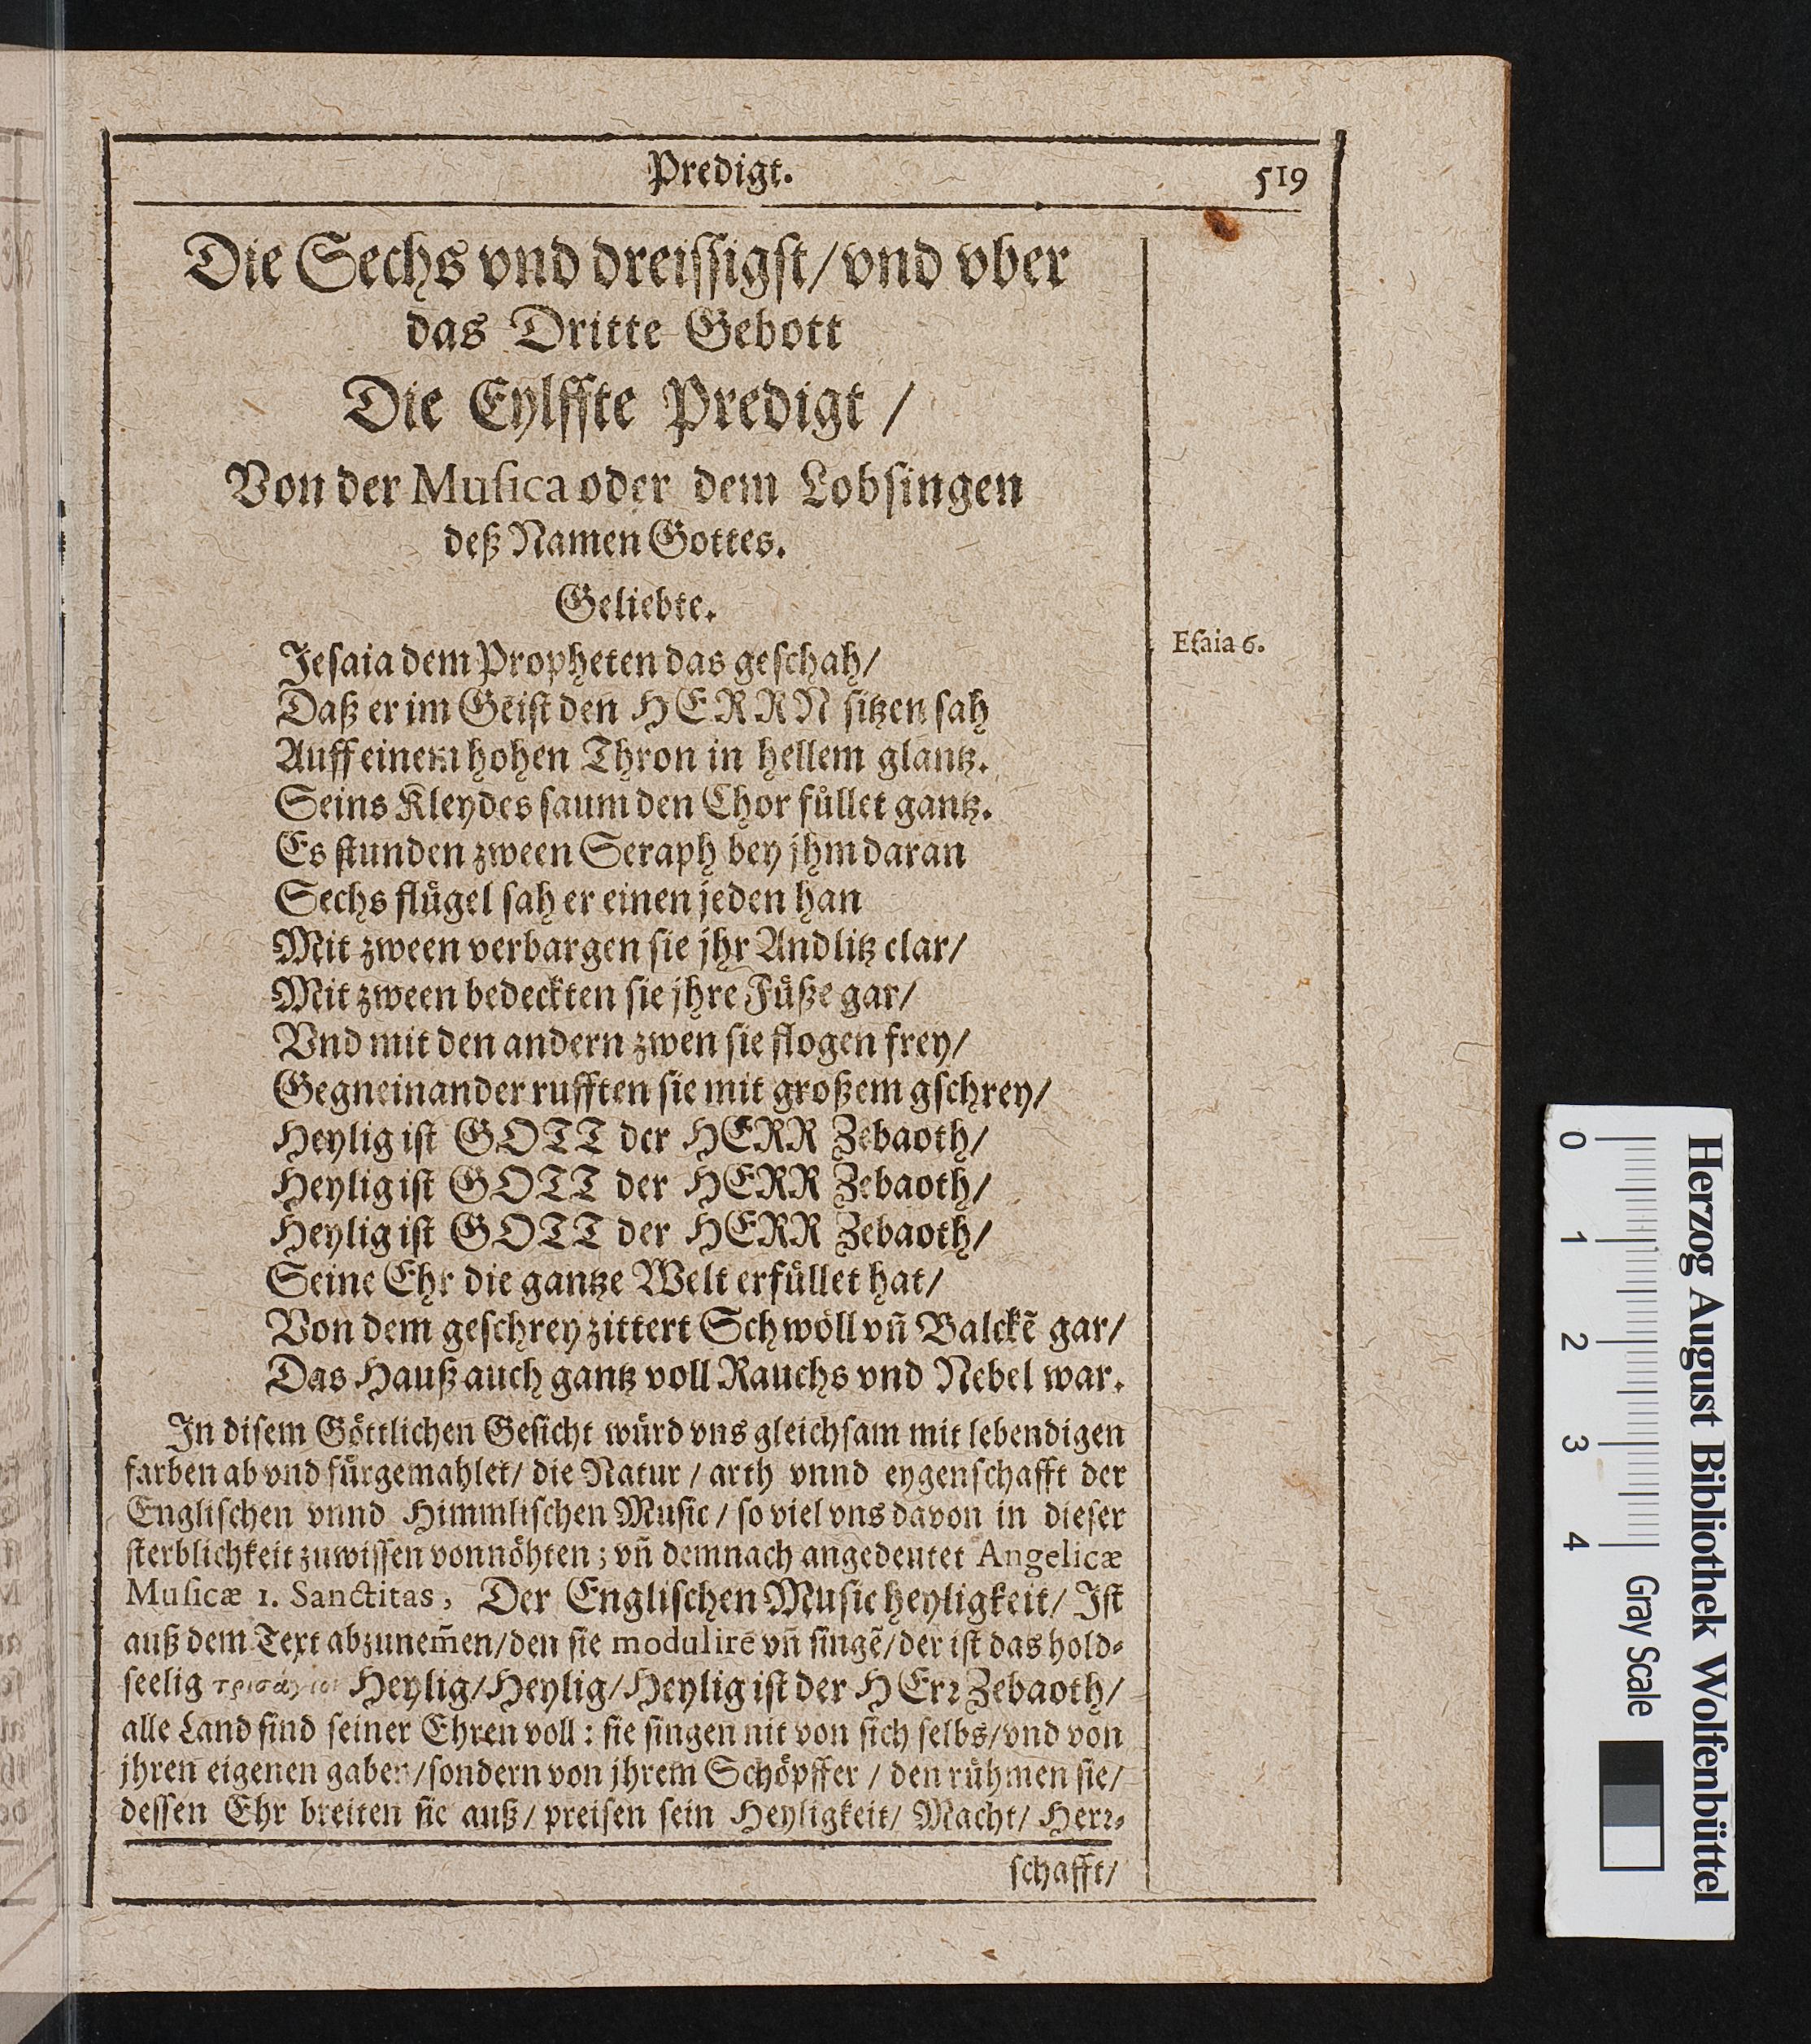 Predigt. 519
Die Sechs vnd dreissigst/ vnd vber
das Dritte Gebott
Die Eylffte Predigt /
Von der Musica oder dem Lobsingen
deß Namen Gottes.
Geliebte.
Jesaia dem Propheten das geschah/
Esaia 6.
Daß er im Geist den HERRN sitzen sah
Auff einem hohen Thron in hellem glantz.
Seins Kleydes saum den Chor füllet gantz.
Es stunden zween Seraph bey jhm daran
Sechs flügel sah er einen jeden han
Mit zween verbargen sie jhr Andlitz clar/
Mit zween bedeckten sie jhre Füße gar/
Vnd mit den andern zwen sie flogen frey/
Gegneinander rufften sie mit großem gschrey/
Heylig ist GOTT der HERR Zebaoth/
Heylig ist GOTT der HERR Zebaoth/
Heylig ist GOTT der HERR Zebaoth/
Seine Ehr die gantze Welt erfüllet hat/
Von dem geschrey zittert Schwöll vñ Balckẽ gar/
Das Hauß auch gantz voll Rauchs vnd Nebel war.
In disem Göttlichen Gesicht würd vns gleichsam mit lebendigen
farben ab vnd fürgemahlet/ die Natur / arth vnnd eygenschafft der
Englischen vnnd Himmlischen Music / so viel vns davon in dieser
sterblichkeit zuwissen vonnöhten; vñ demnach angedeutet Angelicæ
Musicæ 1. Sanctitas, Der Englischen Music heyligkeit/ Ist
auß dem Text abzunem̃en/ den sie modulirẽ vñ singẽ/ der ist das hold-
seelig τρισάγιον Heylig/ Heylig/ Heylig ist der HErr Zebaoth/
alle Land sind seiner Ehren voll: sie singen nit von sich selbs/ vnd von
jhren eigenen gaben/ sondern von jhrem Schöpffer / den rühmen sie/
dessen Ehr breiten sie auß/ preisen sein Heyligkeit/ Macht/ Herr-
schafft/
Herzog August Bibliothek Wolfenbüttel
0 1 2 3 4 Gray Scale